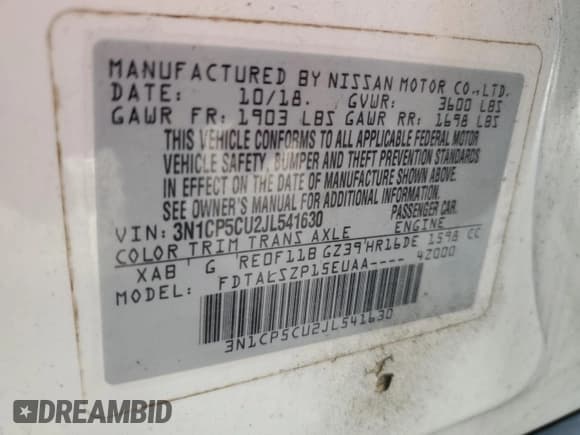 MANUFACTURED BY NISSAN MOTOR CO.,LTD.
DATE: 10/18. GVWR: 3600 LBS
GAWR FR: 1903 LBS GAWR RR: 1698 LBS
THIS VEHICLE CONFORMS TO ALL APPLICABLE FEDERAL MOTOR
VEHICLE SAFETY, BUMPER AND THEFT PREVENTION STANDARDS
IN EFFECT ON THE DATE OF MANUFACTURE SHOWN ABOVE.
SEE OWNER'S MANUAL FOR ADDITIONAL INFORMATION.
VIN: 3N1CP5CU2JL541630 PASSENGER CAR.
COLOR TRIM TRANS AXLE ENGINE
XAB G RE0F11B GZ39 HR16DE 1598 CC
MODEL: FDTALSZP15EUAA---- 42000
3N1CP5CU2JL541630
DREAMBID